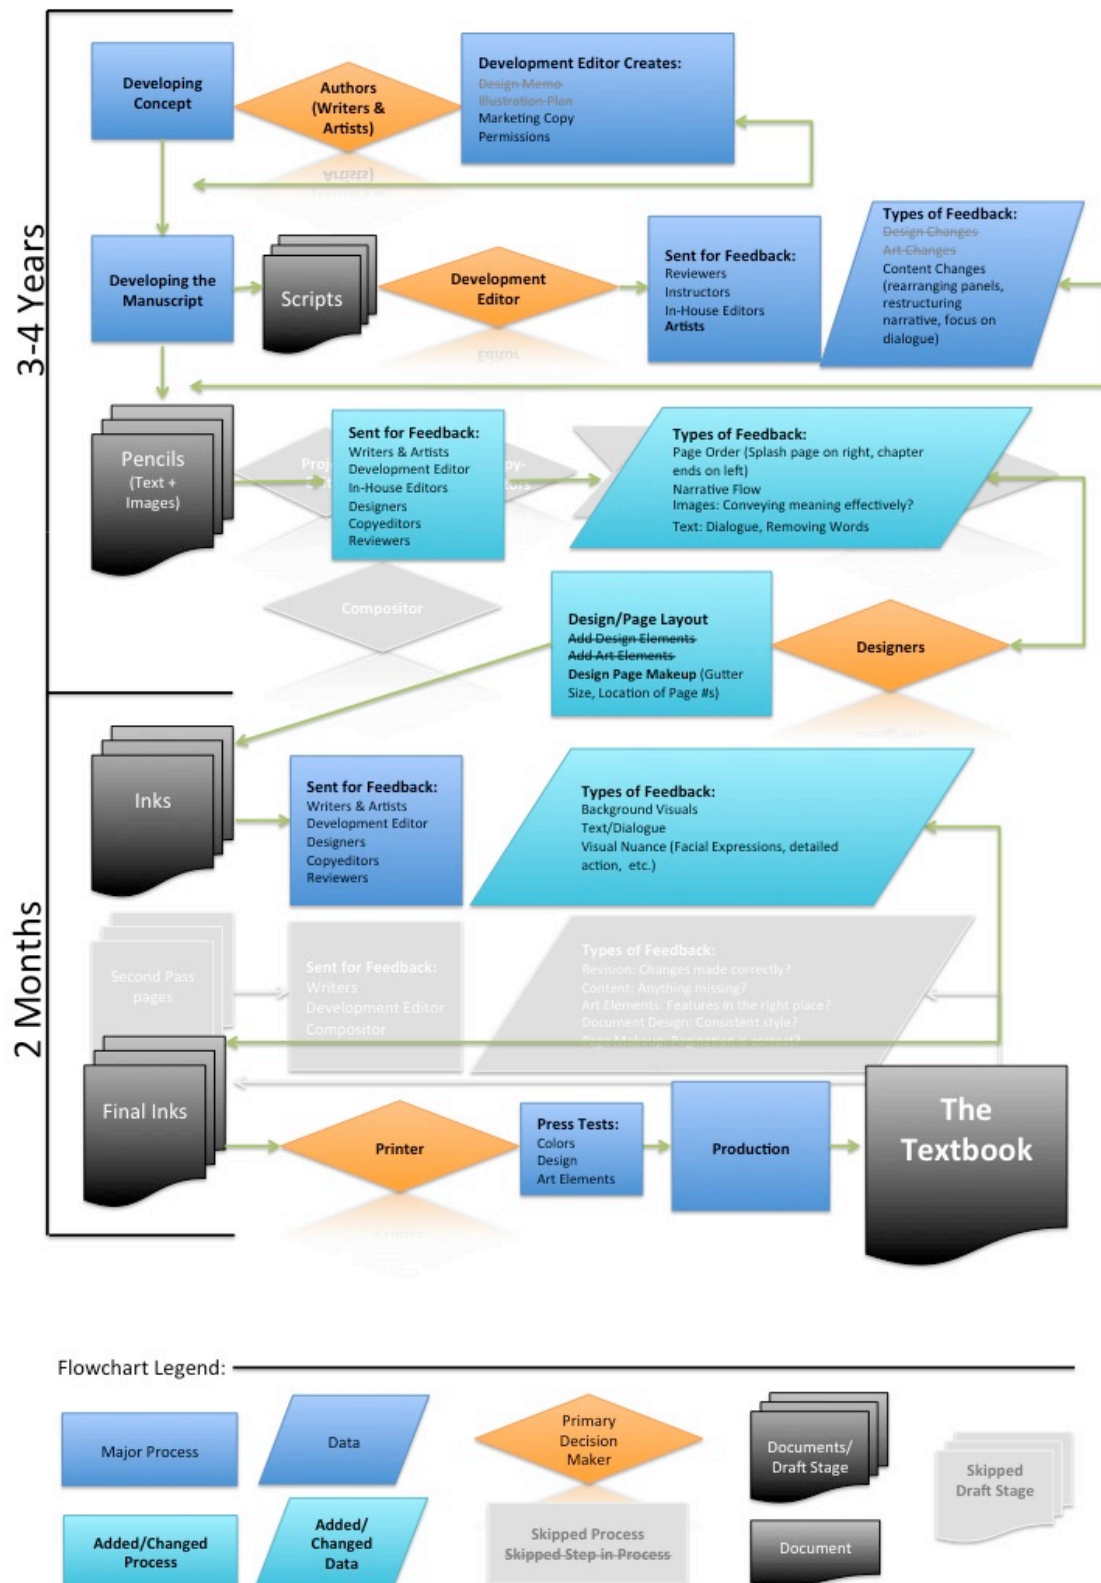 3-4 Years
Developing
Concept
Authors
(Writers &
Artists)
Development Editor Creates:
Design Memo
Illustration Plan
Marketing Copy
Permissions
Developing the
Manuscript
Scripts
Development
Editor
Sent for Feedback:
Reviewers
Instructors
In-House Editors
Artists
Types of Feedback:
Design Changes
Art Changes
Content Changes
(rearranging panels,
restructuring
narrative, focus on
dialogue)
Pencils
(Text +
Images)
Sent for Feedback:
Writers & Artists
Development Editor
In-House Editors
Designers
Copyeditors
Reviewers
Types of Feedback:
Page Order (Splash page on right, chapter
ends on left)
Narrative Flow
Images: Conveying meaning effectively?
Text: Dialogue, Removing Words
Compositor
Design/Page Layout
Add Design Elements
Add Art Elements
Design Page Makeup (Gutter
Size, Location of Page #s)
Designers
2 Months
Inks
Sent for Feedback:
Writers & Artists
Development Editor
Designers
Copyeditors
Reviewers
Types of Feedback:
Background Visuals
Text/Dialogue
Visual Nuance (Facial Expressions, detailed
action, etc.)
Second Pass
pages
Sent for Feedback:
Writers
Development Editor
Compositor
Types of Feedback:
Revision: Changes made correctly?
Content: Anything missing?
Art Elements: Features in the right place?
Document Design: Consistent style?
Page Makeup: Pagination is correct?
Final Inks
Printer
Press Tests:
Colors
Design
Art Elements
Production
The
Textbook
Flowchart Legend:
Major Process
Data
Primary
Decision
Maker
Documents/
Draft Stage
Skipped
Draft Stage
Added/Changed
Process
Added/
Changed
Data
Skipped Process
Skipped Step in Process
Document